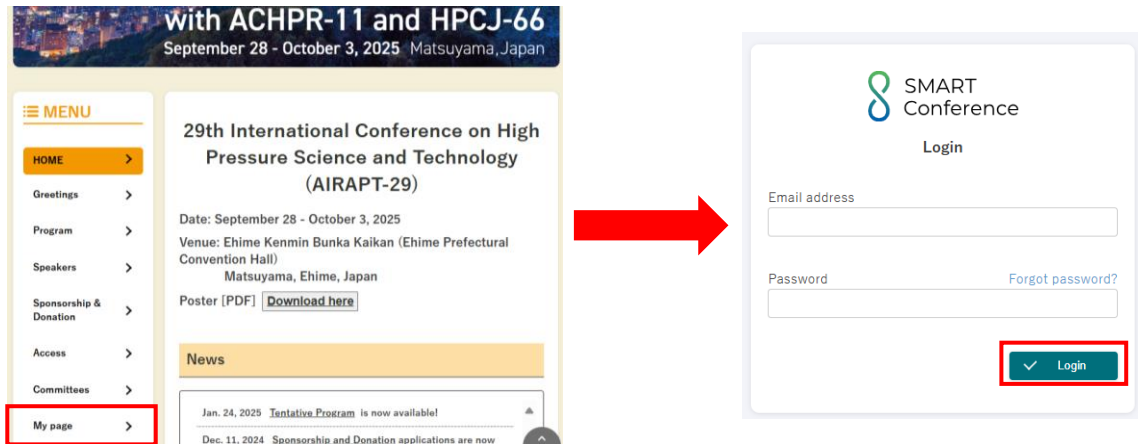 with ACHPR-11 and HPCJ-66
September 28 - October 3, 2025 Matsuyama, Japan
MENU
HOME
Greetings
Program
Speakers
Sponsorship &
Donation
Access
Committees
My page
29th International Conference on High
Pressure Science and Technology
(AIRAPT-29)
Date: September 28 - October 3, 2025
Venue: Ehime Kenmin Bunka Kaikan (Ehime Prefectural
Convention Hall)
Matsuyama, Ehime, Japan
Poster [PDF] Download here
News
Jan. 24, 2025 Tentative Program is now available!
Dec. 11, 2024 Sponsorship and Donation applications are now
SMART
Conference
Login
Email address
Password Forgot password?
Login